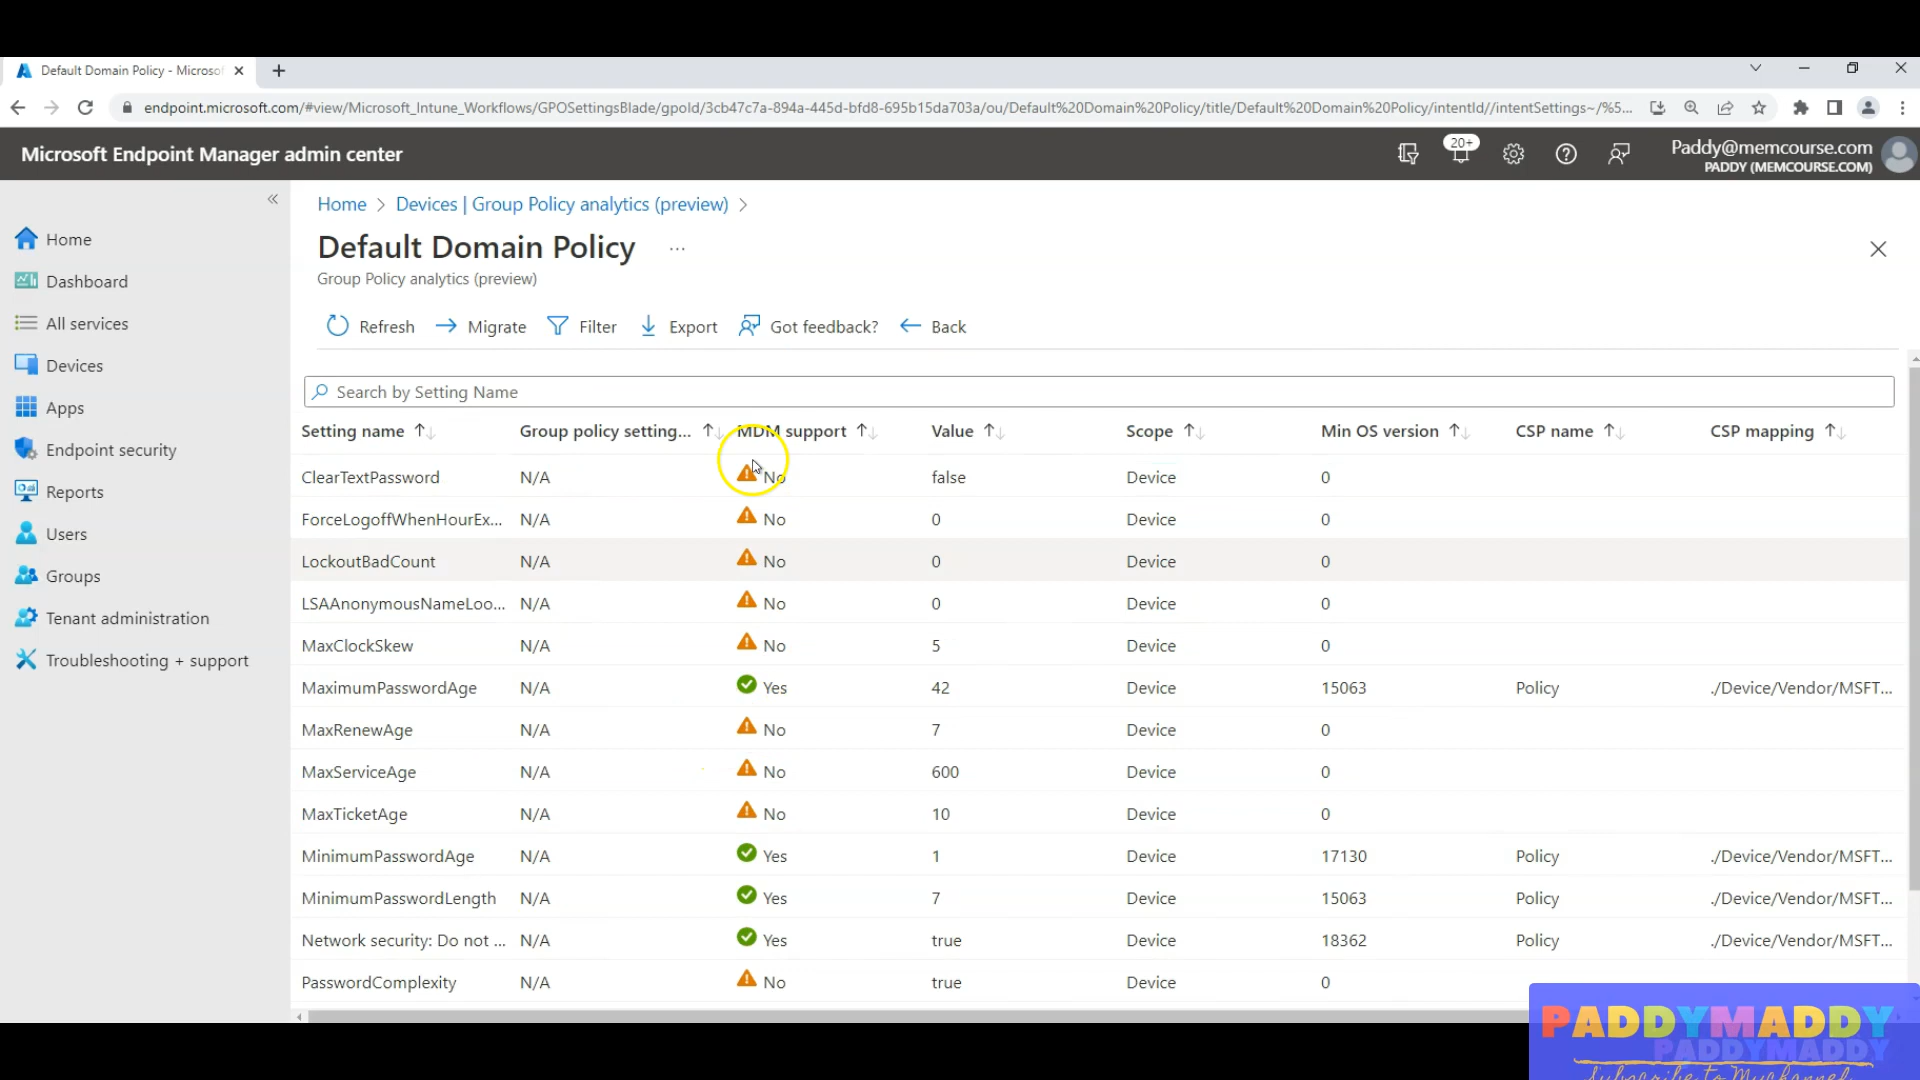 Default Domain Policy - Microsof
endpoint.microsoft.com/#view/Microsoft_Intune_Workflows/GPOSettingsBlade/gpoId/3cb47c7a-894a-445d-bfd8-695b15da703a/ou/Default%20Domain%20Policy/title/Default%20Domain%20Policy/intentId//intentSettings~/%5...
Microsoft Endpoint Manager admin center
20+
Paddy@memcourse.com
PADDY (MEMCOURSE.COM)
Home
Dashboard
All services
Devices
Apps
Endpoint security
Reports
Users
Groups
Tenant administration
Troubleshooting + support
Home > Devices | Group Policy analytics (preview) >
Default Domain Policy ...
Group Policy analytics (preview)
Refresh Migrate Filter Export Got feedback? Back
Search by Setting Name
Setting name Group policy setting... MDM support Value Scope Min OS version CSP name CSP mapping
ClearTextPassword N/A No false Device 0
ForceLogoffWhenHourEx... N/A No 0 Device 0
LockoutBadCount N/A No 0 Device 0
LSAAnonymousNameLoo... N/A No 0 Device 0
MaxClockSkew N/A No 5 Device 0
MaximumPasswordAge N/A Yes 42 Device 15063 Policy ./Device/Vendor/MSFT...
MaxRenewAge N/A No 7 Device 0
MaxServiceAge N/A No 600 Device 0
MaxTicketAge N/A No 10 Device 0
MinimumPasswordAge N/A Yes 1 Device 17130 Policy ./Device/Vendor/MSFT...
MinimumPasswordLength N/A Yes 7 Device 15063 Policy ./Device/Vendor/MSFT...
Network security: Do not ... N/A Yes true Device 18362 Policy ./Device/Vendor/MSFT...
PasswordComplexity N/A No true Device 0
PADDYMADDY
PADDYMADDY
Subscribe to My channel